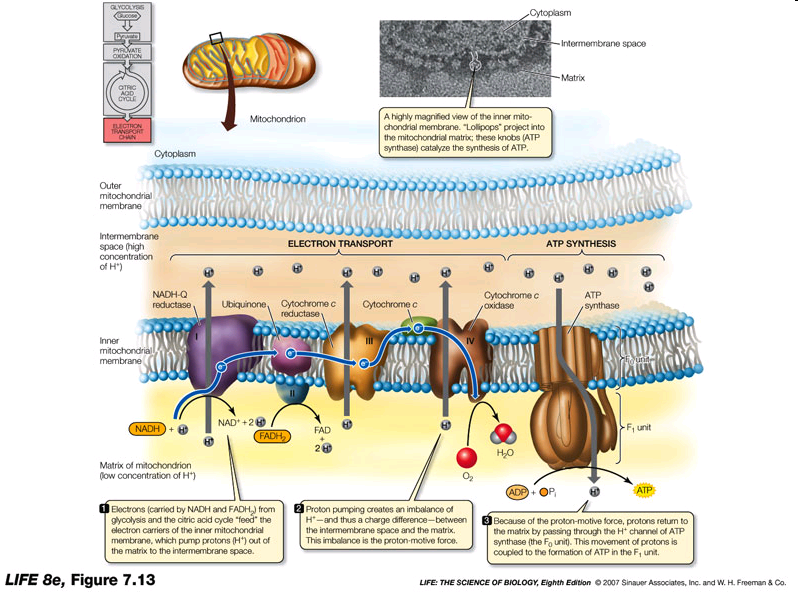 GLYCOLYSIS
Glucose
Pyruvate
PYRUVATE
OXIDATION
CITRIC
ACID
CYCLE
ELECTRON
TRANSPORT
CHAIN
Mitochondrion
Cytoplasm
Intermembrane space
Matrix
A highly magnified view of the inner mito-
chondrial membrane. “Lollipops” project into
the mitochondrial matrix; these knobs (ATP
synthase) catalyze the synthesis of ATP.
Cytoplasm
Outer
mitochondrial
membrane
Intermembrane
space (high
concentration
of H⁺)
ELECTRON TRANSPORT
ATP SYNTHESIS
H⁺ H⁺ H⁺ H⁺ H⁺ H⁺ H⁺ H⁺ H⁺ H⁺ H⁺ H⁺ H⁺ H⁺
NADH-Q
reductase
Ubiquinone
Cytochrome c
reductase
Cytochrome c
Cytochrome c
oxidase
ATP
synthase
Inner
mitochondrial
membrane
I
II
III
IV
e⁻ e⁻ e⁻ e⁻
F₀ unit
F₁ unit
NADH + H⁺
NAD⁺ + 2 H⁺
H⁺
FADH₂
FAD
+
2 H⁺
H⁺
H⁺
O₂
H₂O
ADP + Pᵢ
H⁺
ATP
Matrix of mitochondrion
(low concentration of H⁺)
1 Electrons (carried by NADH and FADH₂) from
glycolysis and the citric acid cycle “feed” the
electron carriers of the inner mitochondrial
membrane, which pump protons (H⁺) out of
the matrix to the intermembrane space.
2 Proton pumping creates an imbalance of
H⁺—and thus a charge difference—between
the intermembrane space and the matrix.
This imbalance is the proton-motive force.
3 Because of the proton-motive force, protons return to
the matrix by passing through the H⁺ channel of ATP
synthase (the F₀ unit). This movement of protons is
coupled to the formation of ATP in the F₁ unit.
LIFE 8e, Figure 7.13
LIFE: THE SCIENCE OF BIOLOGY, Eighth Edition © 2007 Sinauer Associates, Inc. and W. H. Freeman & Co.